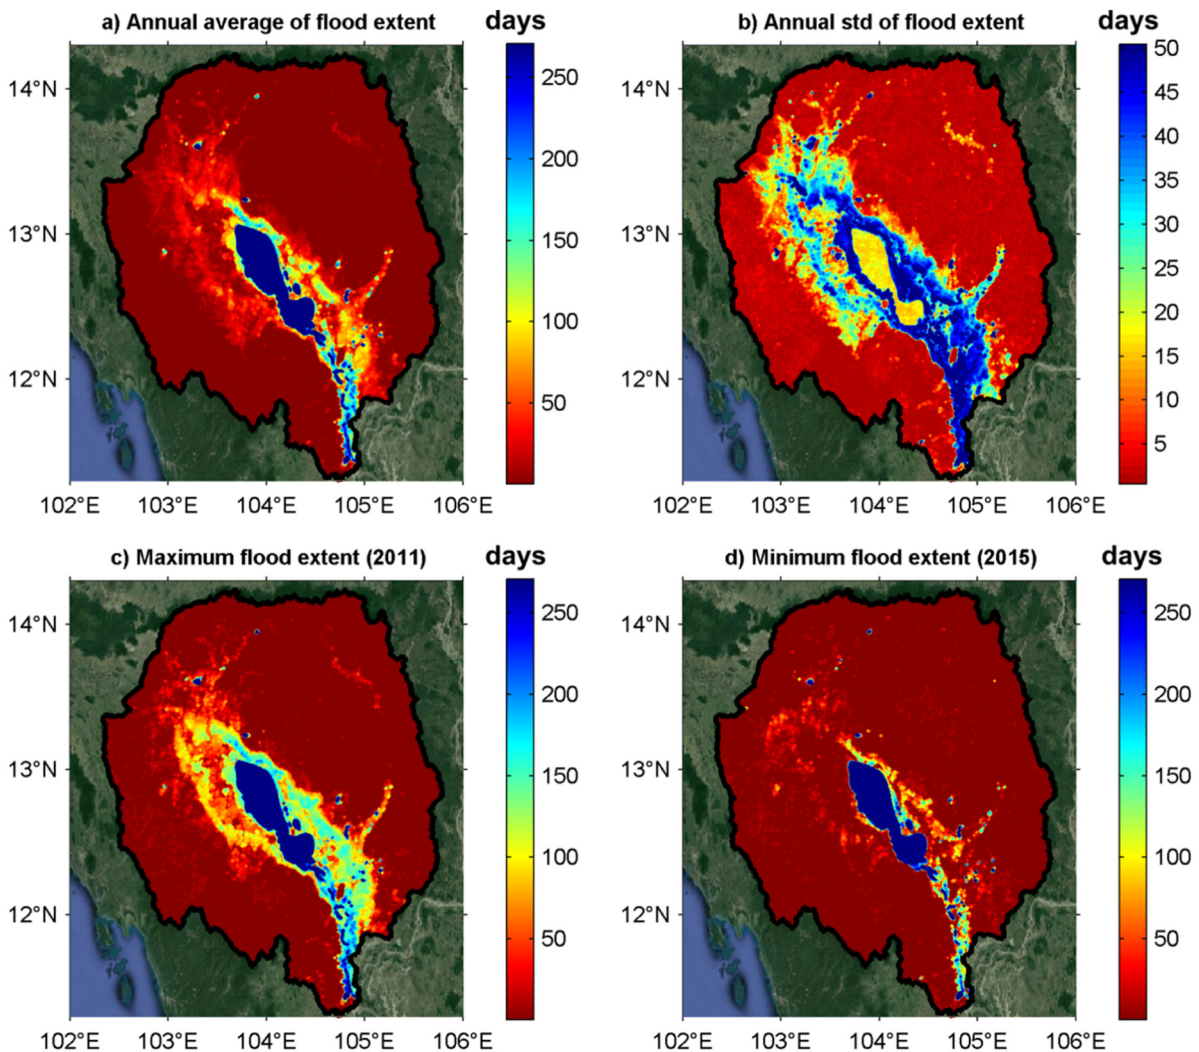 a) Annual average of flood extent
days
14°N
13°N
12°N
102°E 103°E 104°E 105°E 106°E
250
200
150
100
50
b) Annual std of flood extent
days
14°N
13°N
12°N
102°E 103°E 104°E 105°E 106°E
50
45
40
35
30
25
20
15
10
5
c) Maximum flood extent (2011)
days
14°N
13°N
12°N
102°E 103°E 104°E 105°E 106°E
250
200
150
100
50
d) Minimum flood extent (2015)
days
14°N
13°N
12°N
102°E 103°E 104°E 105°E 106°E
250
200
150
100
50